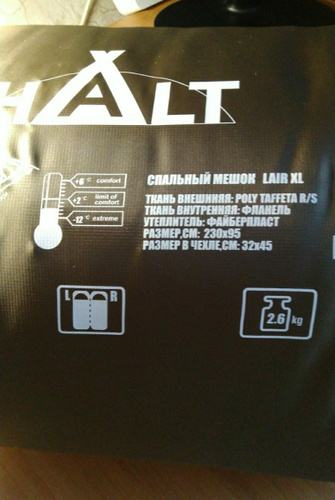 HALT
+6 °C comfort
+2 °C limit of comfort
-12 °C extreme
СПАЛЬНЫЙ МЕШОК LAIR XL
ТКАНЬ ВНЕШНЯЯ: POLY TAFFETA R/S
ТКАНЬ ВНУТРЕННЯЯ: ФЛАНЕЛЬ
УТЕПЛИТЕЛЬ: ФАЙБЕРПЛАСТ
РАЗМЕР,СМ: 230x95
РАЗМЕР В ЧЕХЛЕ,СМ: 32x45
L R
2.6 kg